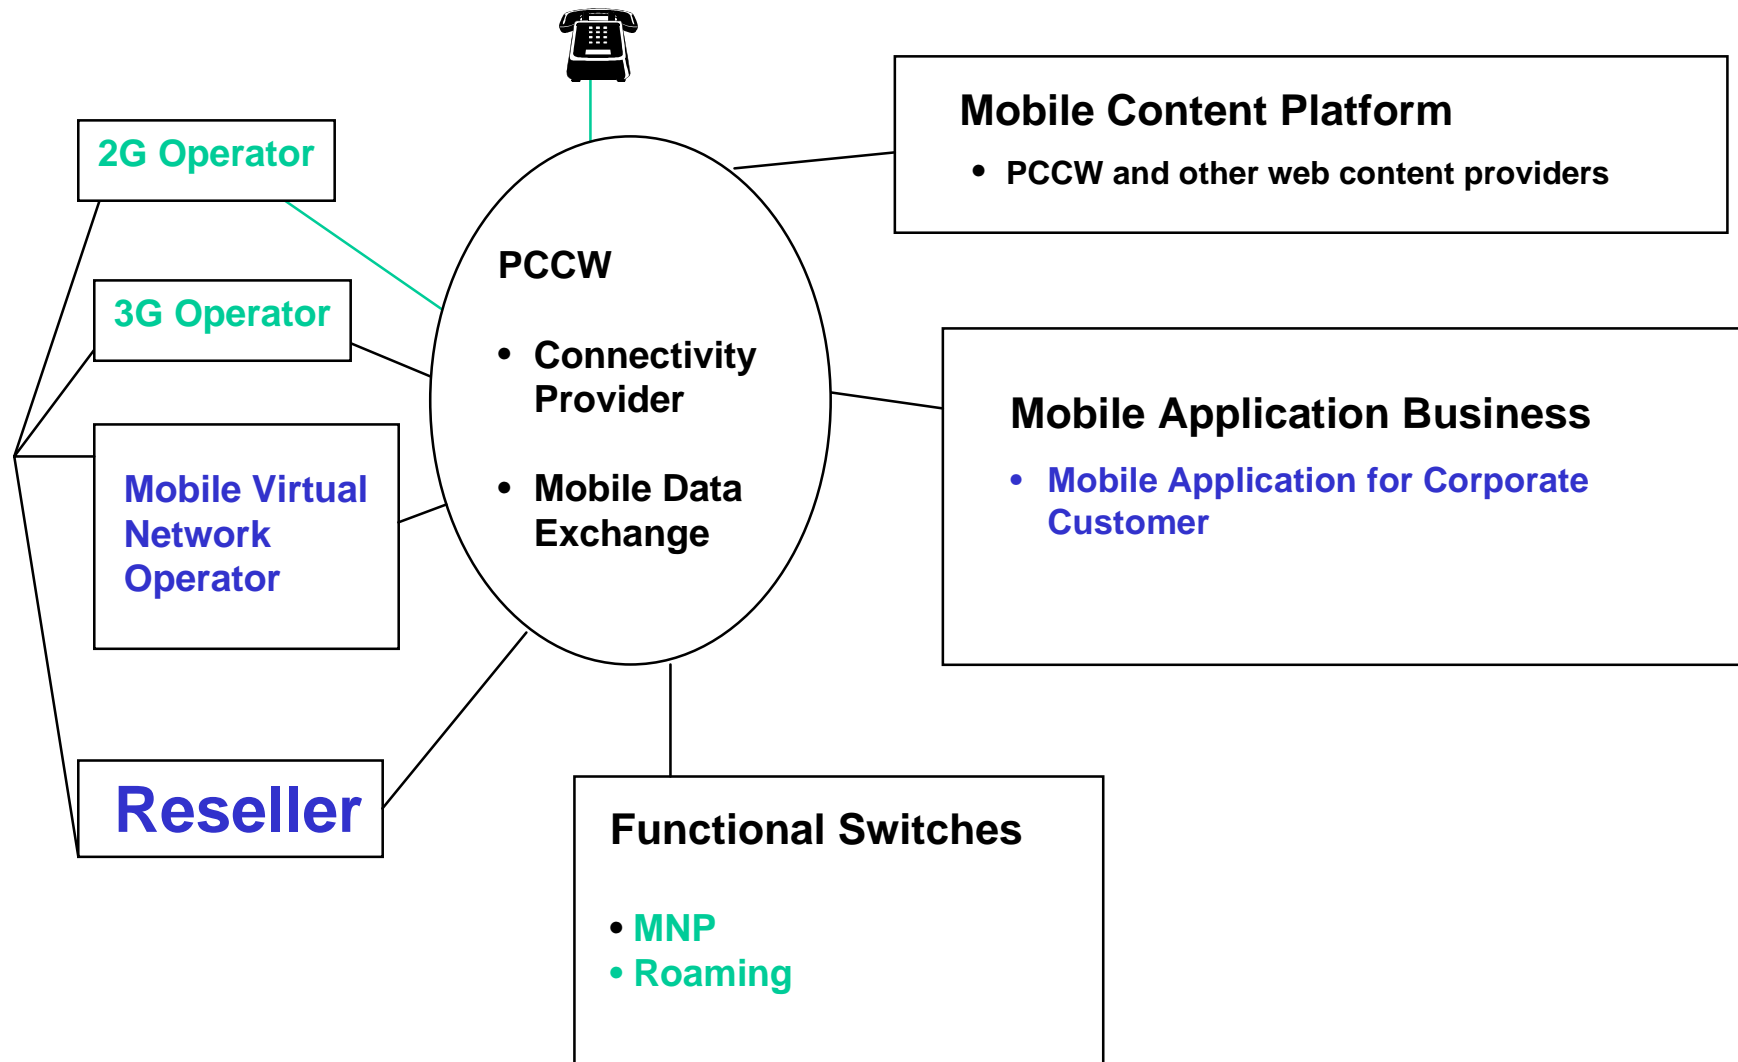 2G Operator
3G Operator
Mobile Virtual
Network
Operator
Reseller
PCCW
• Connectivity
Provider
• Mobile Data
Exchange
Mobile Content Platform
• PCCW and other web content providers
Mobile Application Business
• Mobile Application for Corporate
Customer
Functional Switches
• MNP
• Roaming